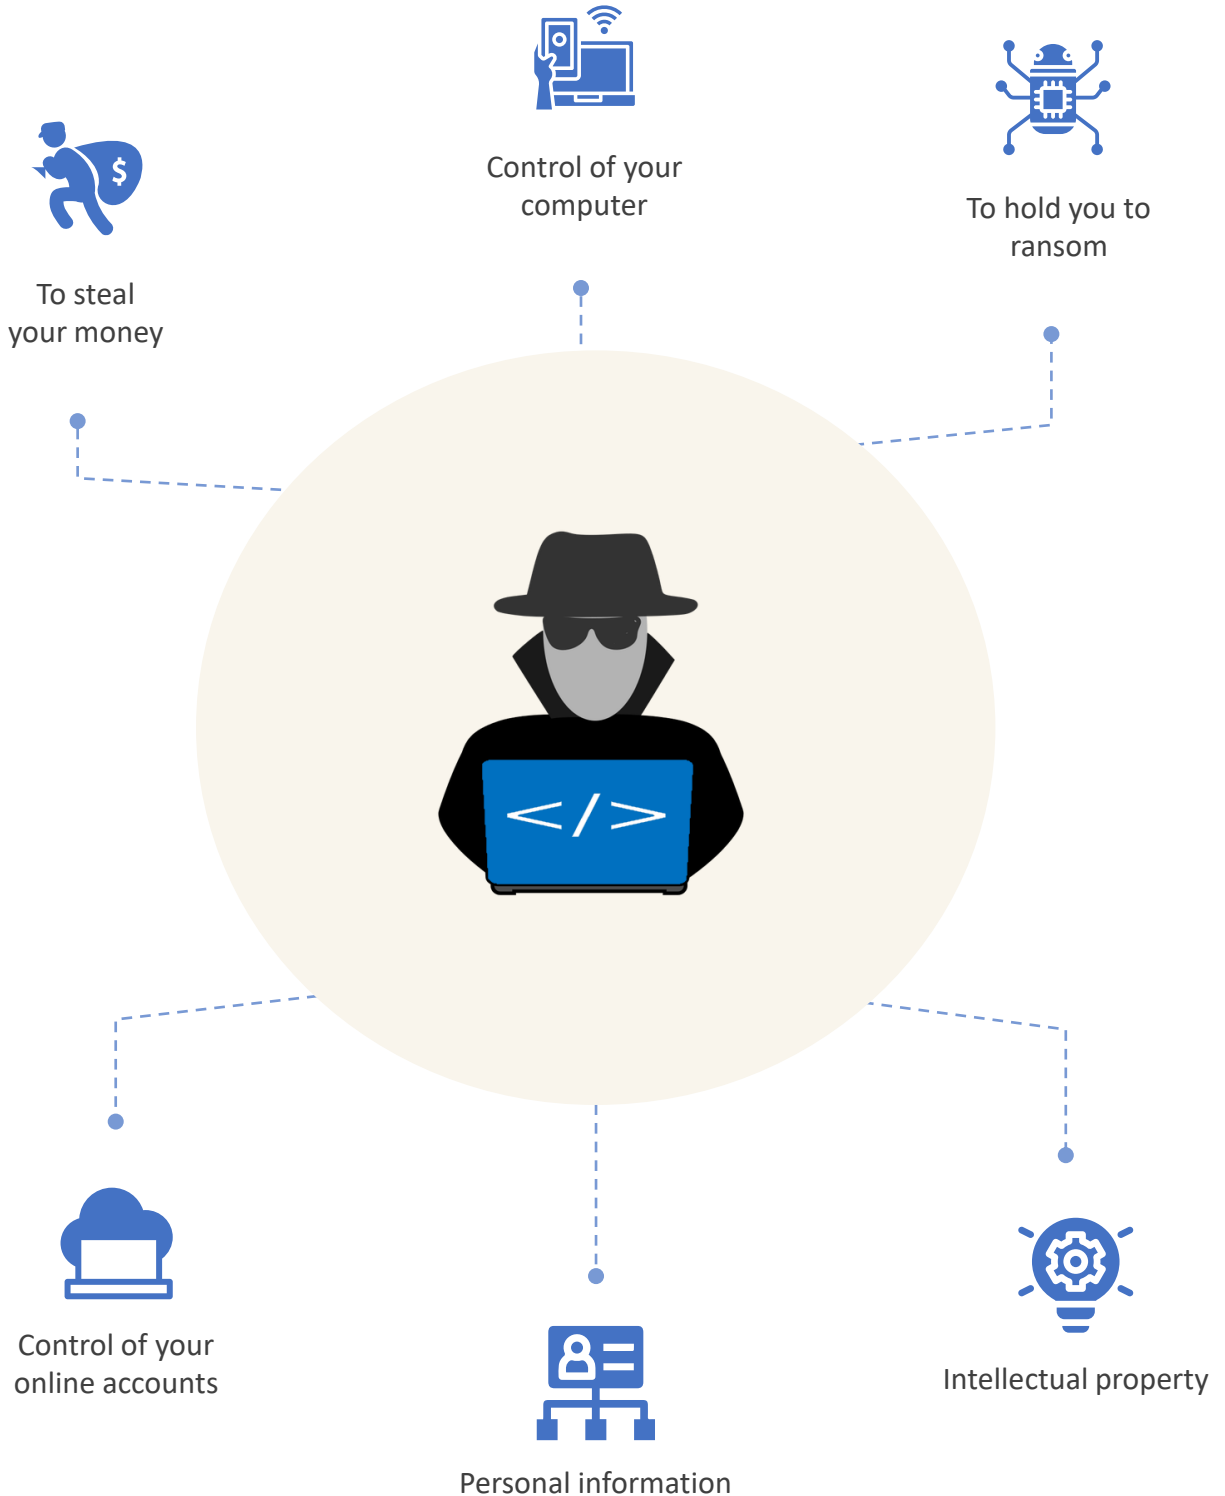 Control of your
computer
To hold you to
ransom
To steal
your money
$
</>
Control of your
online accounts
Intellectual property
Personal information